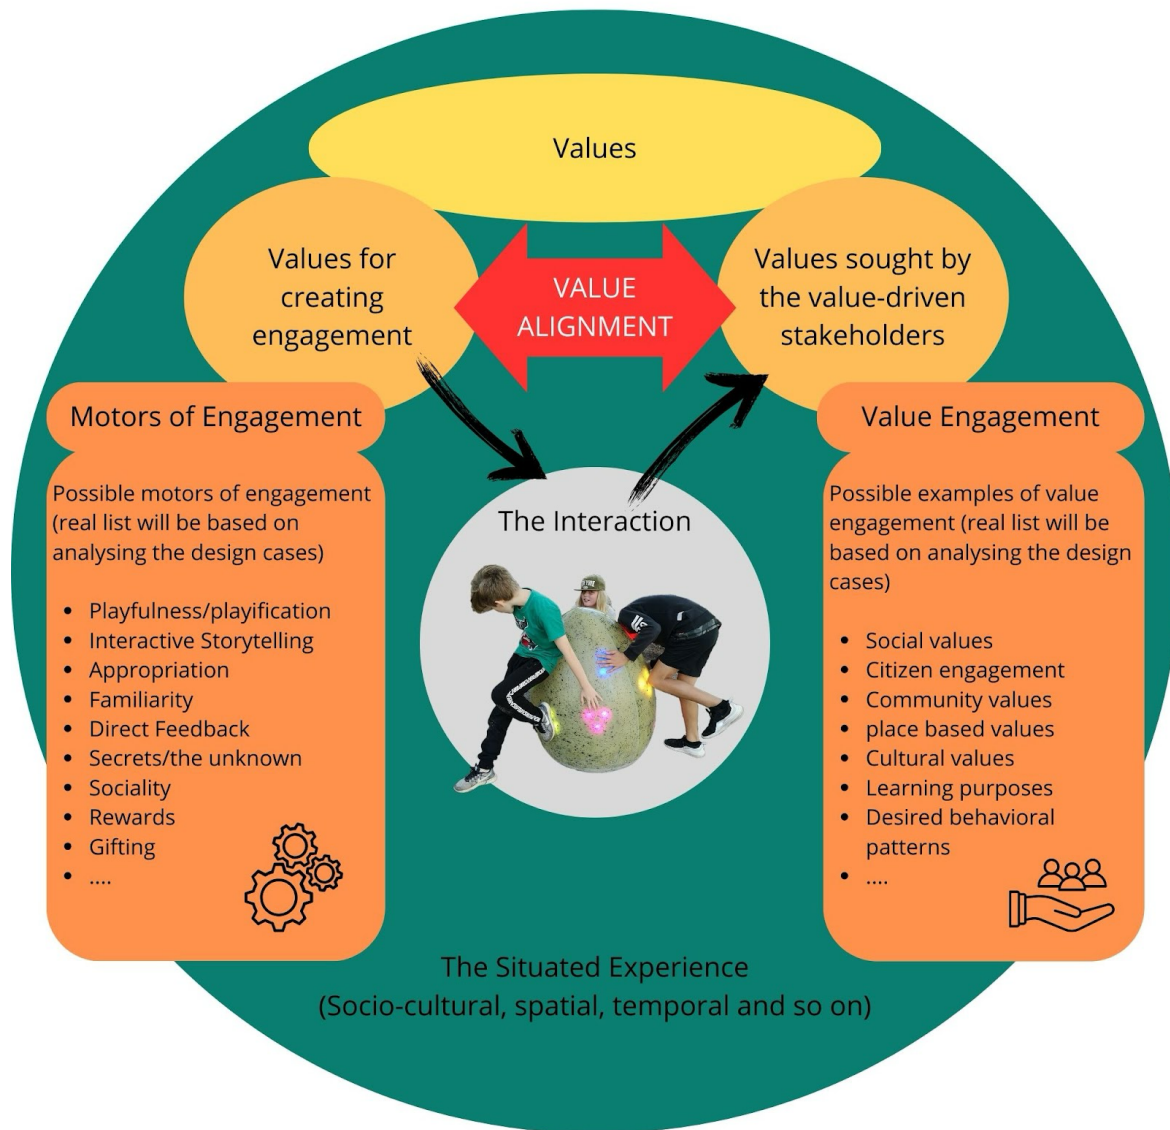 Values
Values for
creating
engagement
VALUE
ALIGNMENT
Values sought by
the value-driven
stakeholders
Motors of Engagement
Possible motors of engagement
(real list will be based on
analysing the design cases)
• Playfulness/playification
• Interactive Storytelling
• Appropriation
• Familiarity
• Direct Feedback
• Secrets/the unknown
• Sociality
• Rewards
• Gifting
• ....
The Interaction
Value Engagement
Possible examples of value
engagement (real list will be
based on analysing the design
cases)
• Social values
• Citizen engagement
• Community values
• place based values
• Cultural values
• Learning purposes
• Desired behavioral
patterns
• ....
The Situated Experience
(Socio-cultural, spatial, temporal and so on)